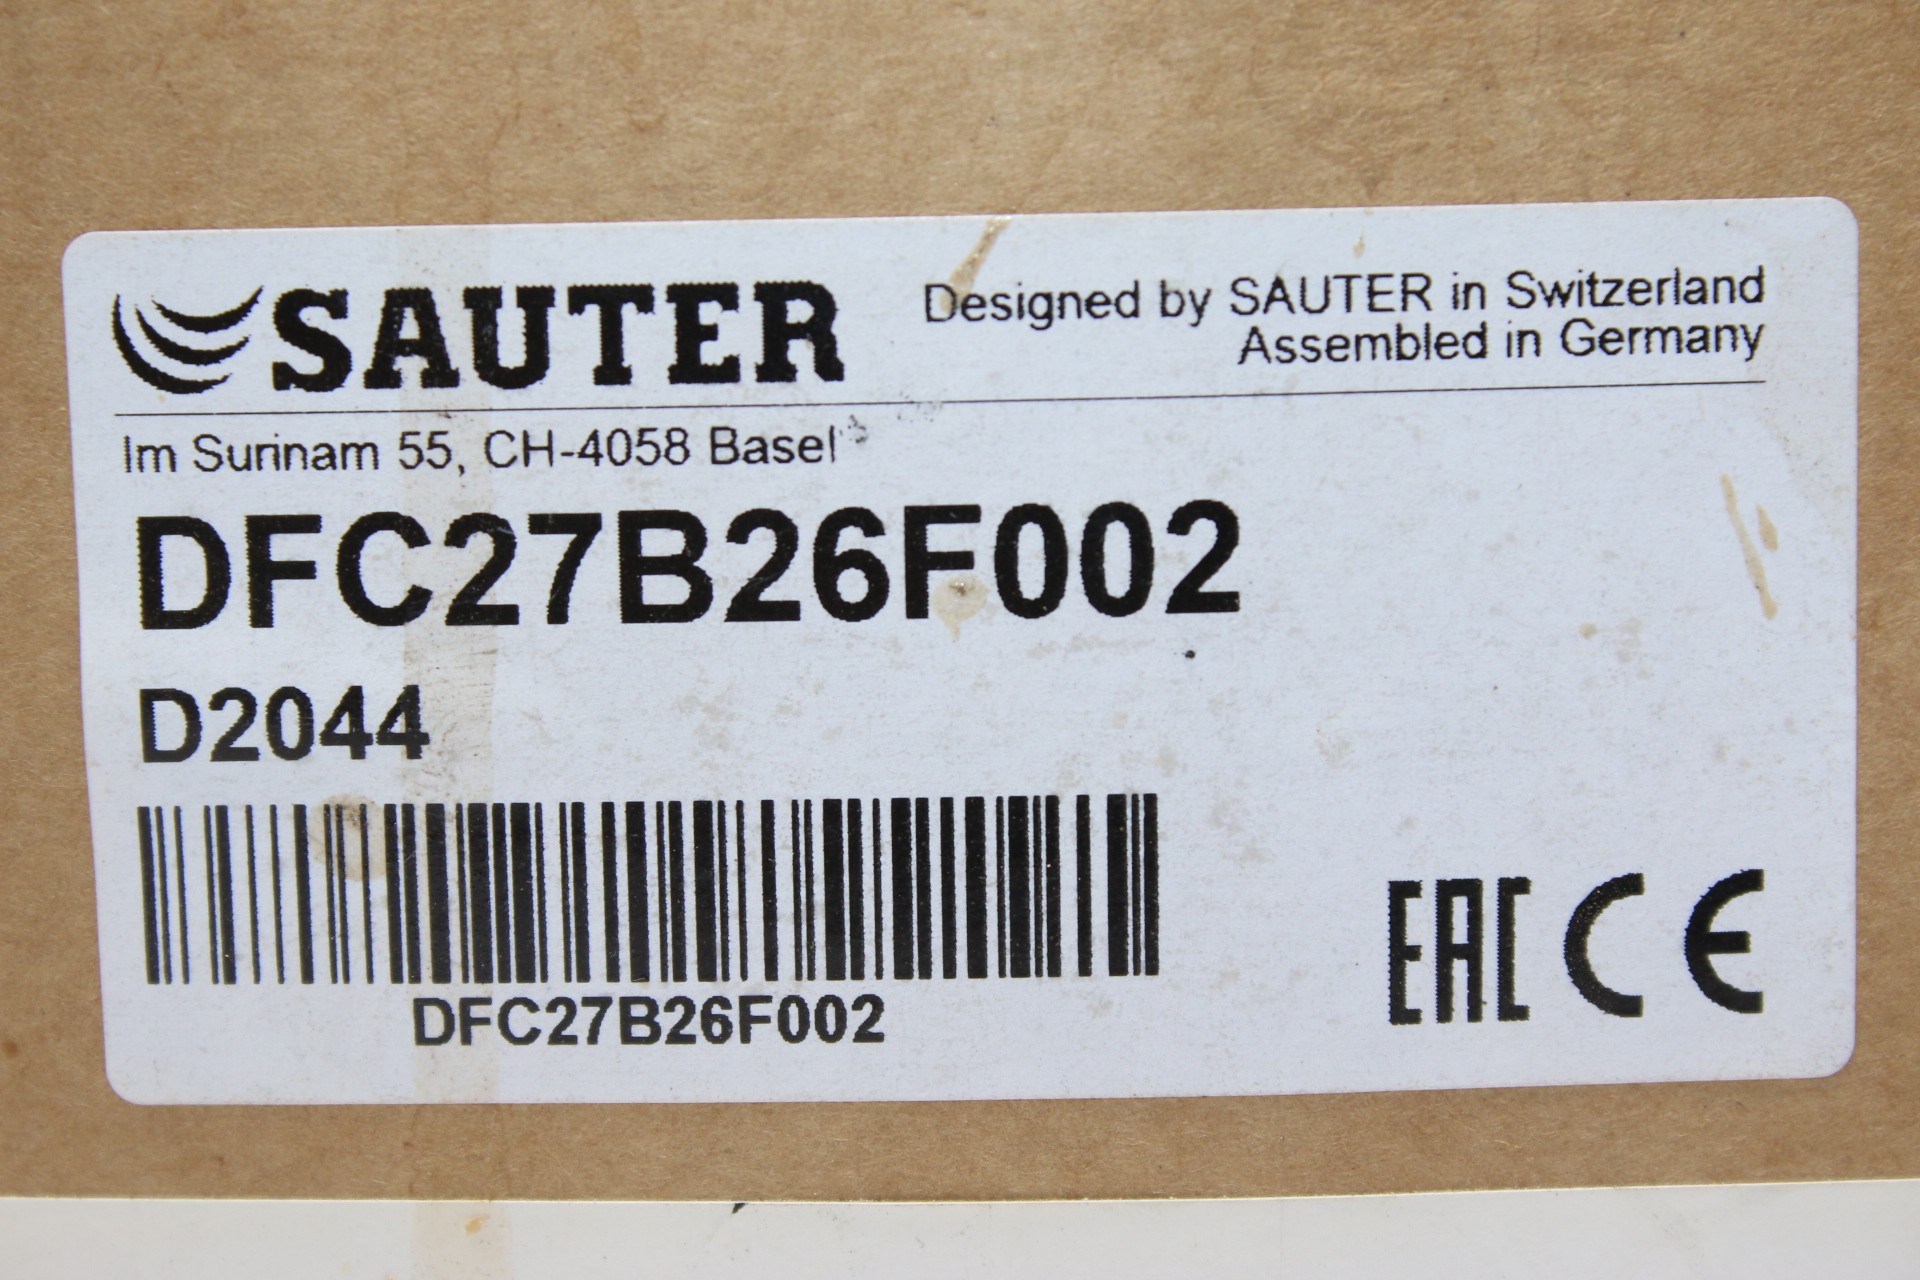 SAUTER
Designed by SAUTER in Switzerland
Assembled in Germany
Im Surinam 55, CH-4058 Basel
DFC27B26F002
D2044
DFC27B26F002
EAC CE